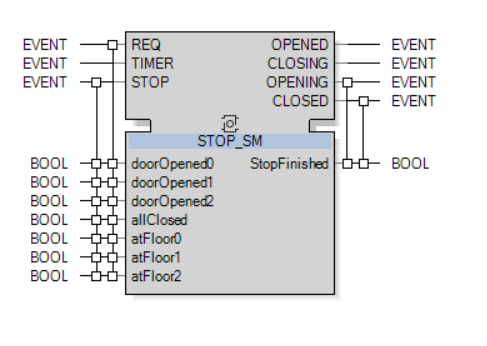 EVENT REQ OPENED EVENT
EVENT TIMER CLOSING EVENT
EVENT STOP OPENING EVENT
CLOSED EVENT
STOP_SM
BOOL doorOpened0 StopFinished BOOL
BOOL doorOpened1
BOOL doorOpened2
BOOL allClosed
BOOL atFloor0
BOOL atFloor1
BOOL atFloor2